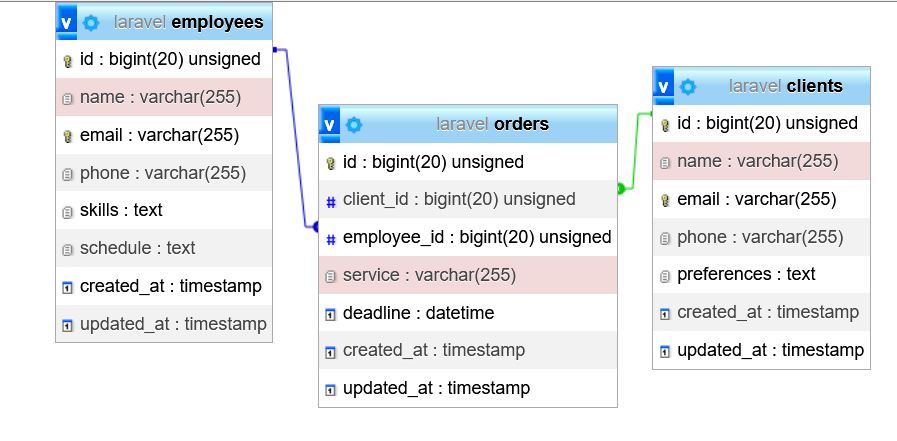 v laravel employees
id : bigint(20) unsigned
name : varchar(255)
email : varchar(255)
phone : varchar(255)
skills : text
schedule : text
created_at : timestamp
updated_at : timestamp
v laravel orders
id : bigint(20) unsigned
client_id : bigint(20) unsigned
employee_id : bigint(20) unsigned
service : varchar(255)
deadline : datetime
created_at : timestamp
updated_at : timestamp
v laravel clients
id : bigint(20) unsigned
name : varchar(255)
email : varchar(255)
phone : varchar(255)
preferences : text
created_at : timestamp
updated_at : timestamp